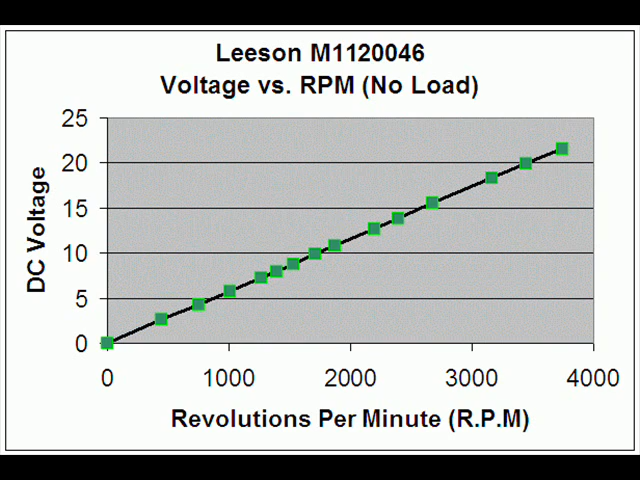 Leeson M1120046
Voltage vs. RPM (No Load)
25
20
15
10
5
0
DC Voltage
0 1000 2000 3000 4000
Revolutions Per Minute (R.P.M)